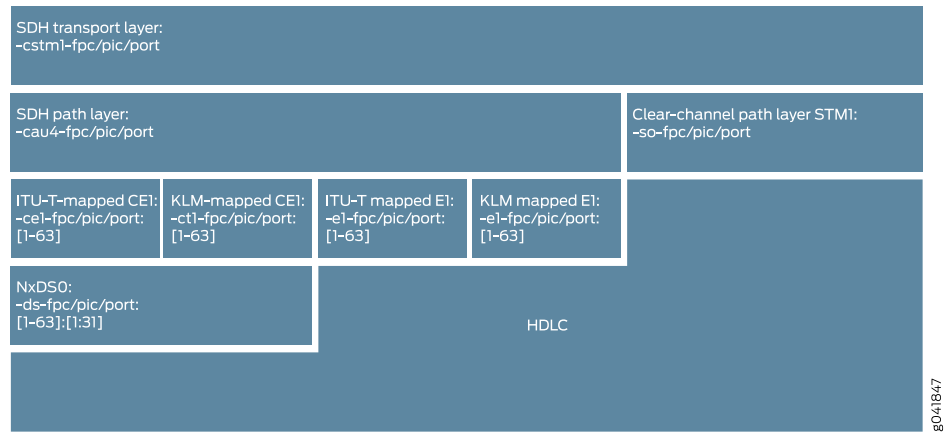 SDH transport layer:
-cstm1-fpc/pic/port
SDH path layer:
-cau4-fpc/pic/port
Clear-channel path layer STM1:
-so-fpc/pic/port
ITU-T-mapped CE1:
-ce1-fpc/pic/port:
[1-63]
KLM-mapped CE1:
-ct1-fpc/pic/port:
[1-63]
ITU-T mapped E1:
-e1-fpc/pic/port:
[1-63]
KLM mapped E1:
-e1-fpc/pic/port:
[1-63]
NxDS0:
-ds-fpc/pic/port:
[1-63]:[1:31]
HDLC
g041847